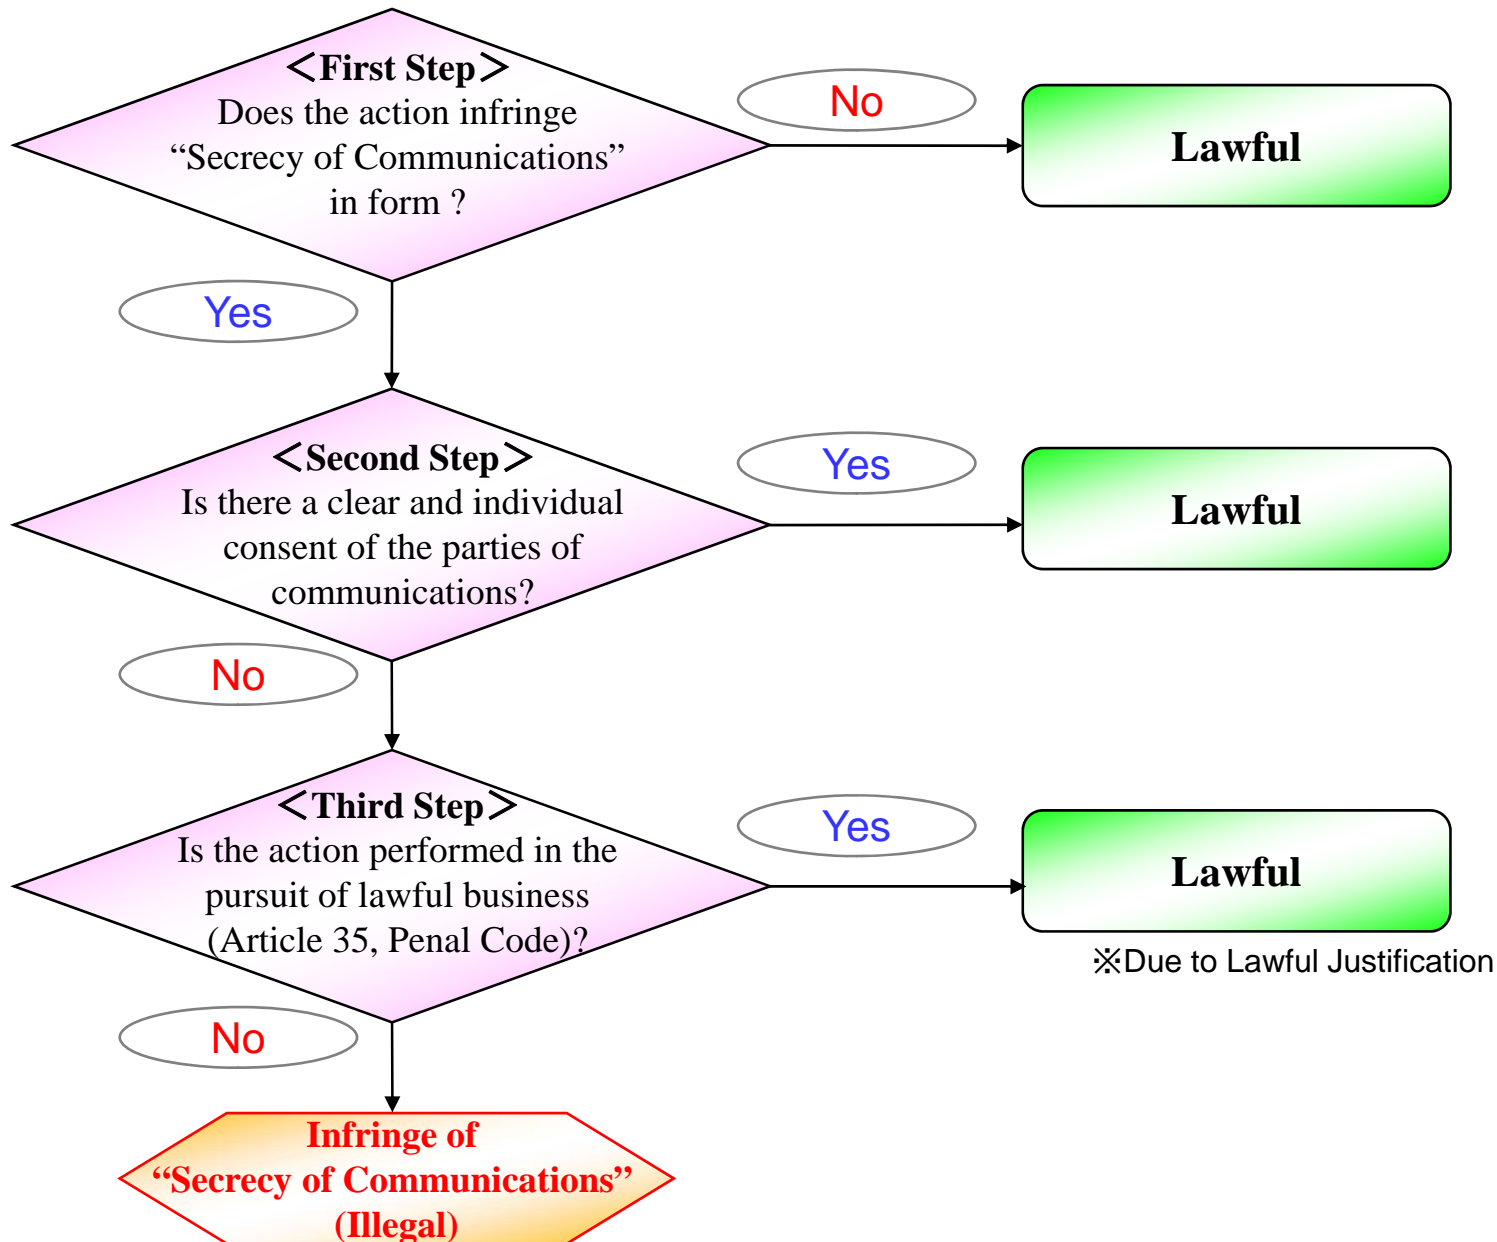 ＜First Step＞
Does the action infringe
“Secrecy of Communications”
in form ?
No
Lawful
Yes
＜Second Step＞
Is there a clear and individual
consent of the parties of
communications?
Yes
Lawful
No
＜Third Step＞
Is the action performed in the
pursuit of lawful business
(Article 35, Penal Code)?
Yes
Lawful
※Due to Lawful Justification
No
Infringe of
“Secrecy of Communications”
(Illegal)